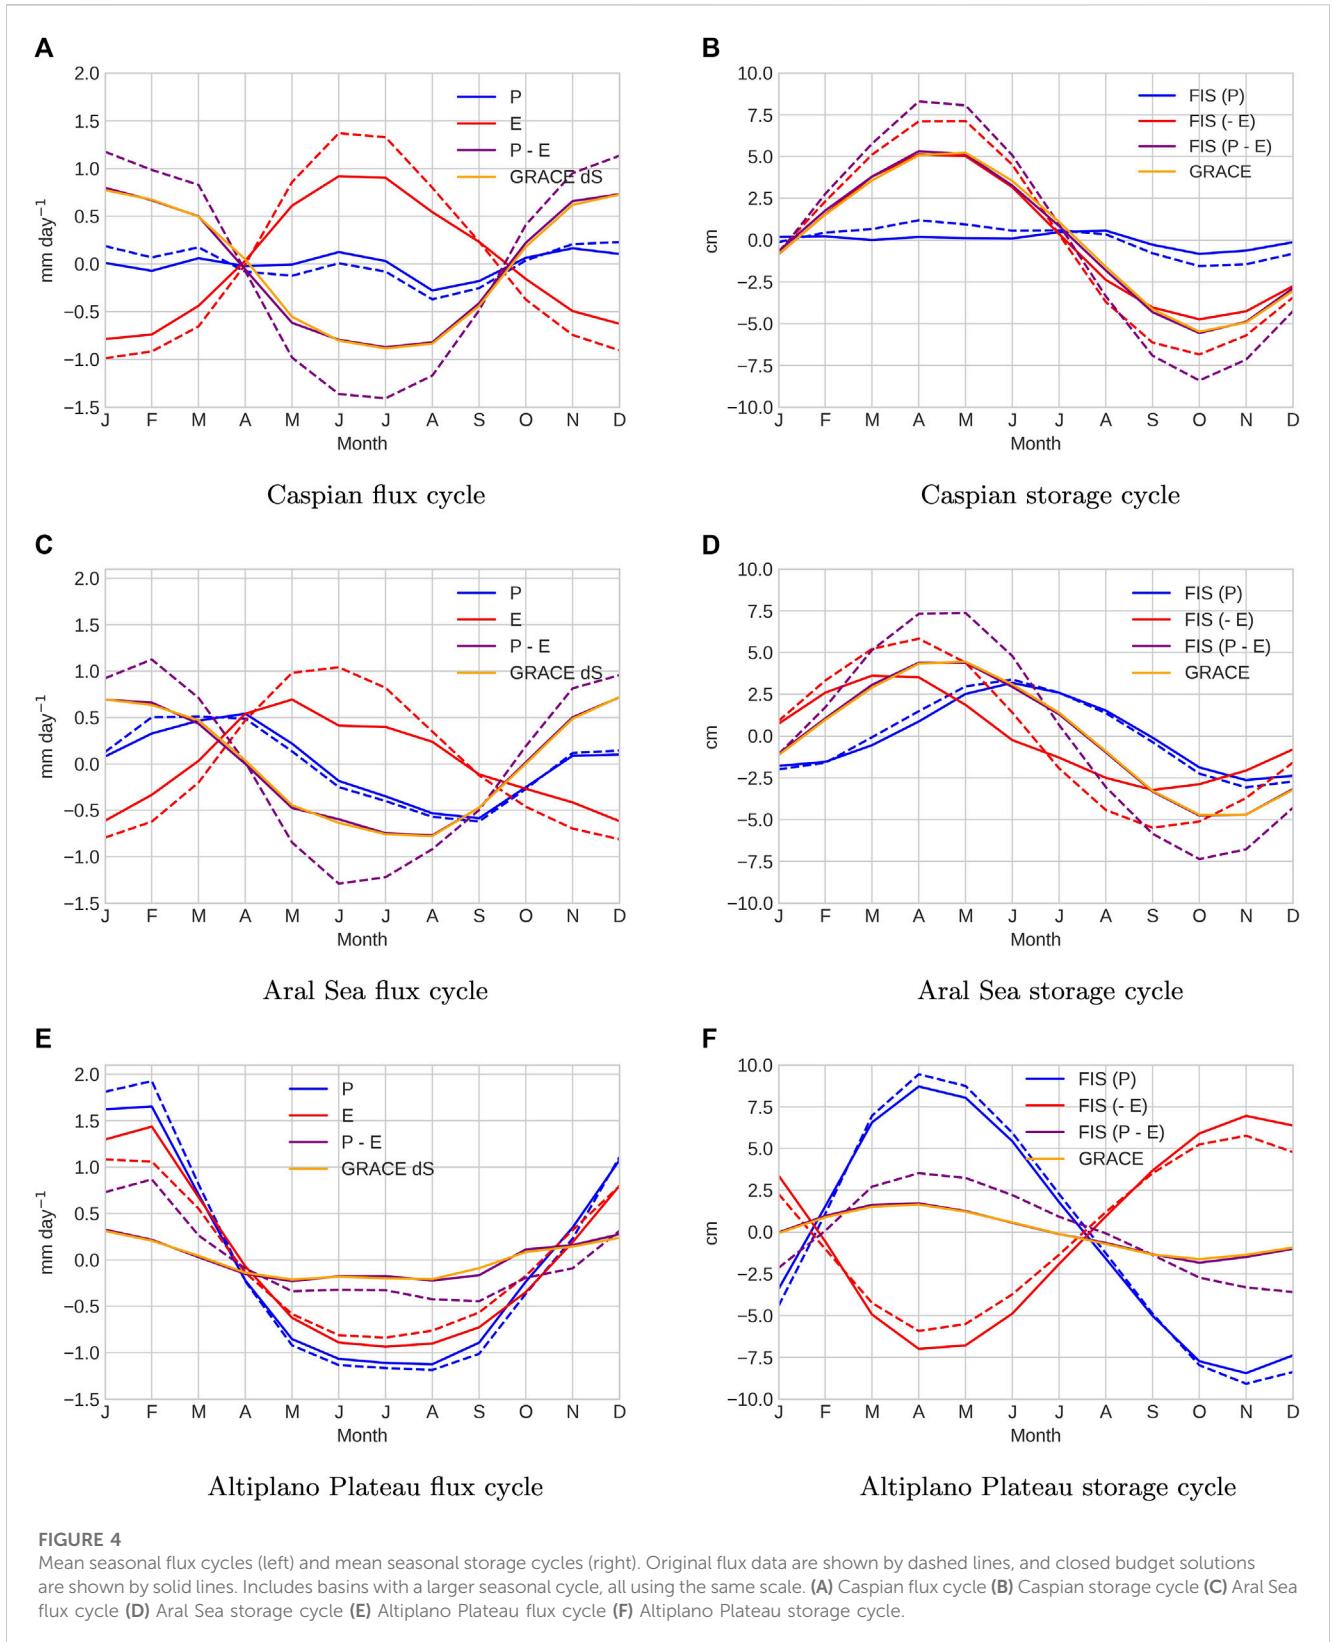 A
2.0
1.5
1.0
0.5
0.0
−0.5
−1.0
−1.5
mm day−1
P
E
P - E
GRACE dS
J F M A M J J A S O N D
Month
Caspian flux cycle
B
10.0
7.5
5.0
2.5
0.0
−2.5
−5.0
−7.5
−10.0
cm
FIS (P)
FIS (- E)
FIS (P - E)
GRACE
J F M A M J J A S O N D
Month
Caspian storage cycle
C
2.0
1.5
1.0
0.5
0.0
−0.5
−1.0
−1.5
mm day−1
P
E
P - E
GRACE dS
J F M A M J J A S O N D
Month
Aral Sea flux cycle
D
10.0
7.5
5.0
2.5
0.0
−2.5
−5.0
−7.5
−10.0
cm
FIS (P)
FIS (- E)
FIS (P - E)
GRACE
J F M A M J J A S O N D
Month
Aral Sea storage cycle
E
2.0
1.5
1.0
0.5
0.0
−0.5
−1.0
−1.5
mm day−1
P
E
P - E
GRACE dS
J F M A M J J A S O N D
Month
Altiplano Plateau flux cycle
F
10.0
7.5
5.0
2.5
0.0
−2.5
−5.0
−7.5
−10.0
cm
FIS (P)
FIS (- E)
FIS (P - E)
GRACE
J F M A M J J A S O N D
Month
Altiplano Plateau storage cycle
FIGURE 4
Mean seasonal flux cycles (left) and mean seasonal storage cycles (right). Original flux data are shown by dashed lines, and closed budget solutions
are shown by solid lines. Includes basins with a larger seasonal cycle, all using the same scale. (A) Caspian flux cycle (B) Caspian storage cycle (C) Aral Sea
flux cycle (D) Aral Sea storage cycle (E) Altiplano Plateau flux cycle (F) Altiplano Plateau storage cycle.